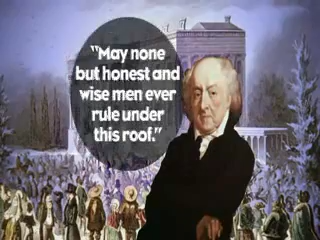 “May none
but honest and
wise men ever
rule under
this roof.”